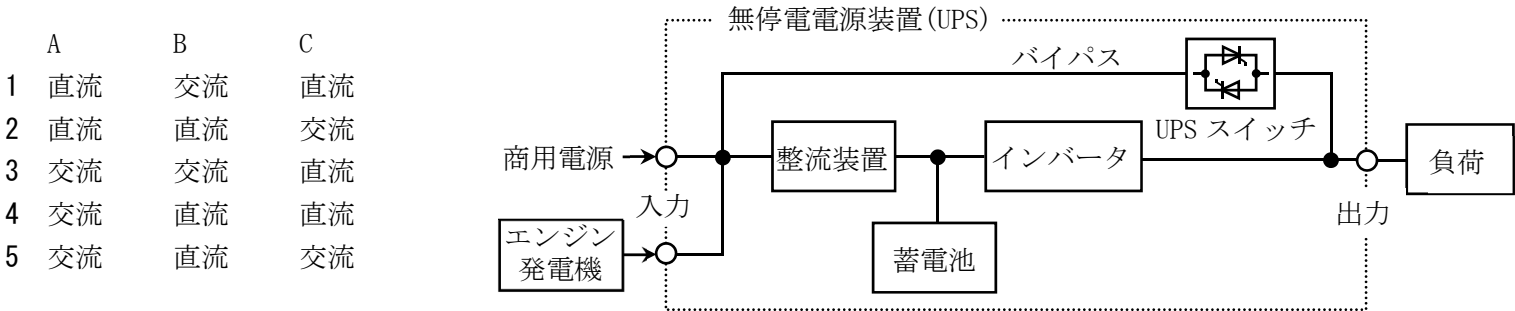 A B C
1 直流 交流 直流
2 直流 直流 交流
3 交流 交流 直流
4 交流 直流 直流
5 交流 直流 交流
無停電電源装置(UPS)
バイパス
UPS スイッチ
商用電源
整流装置
インバータ
負荷
入力
出力
エンジン
発電機
蓄電池